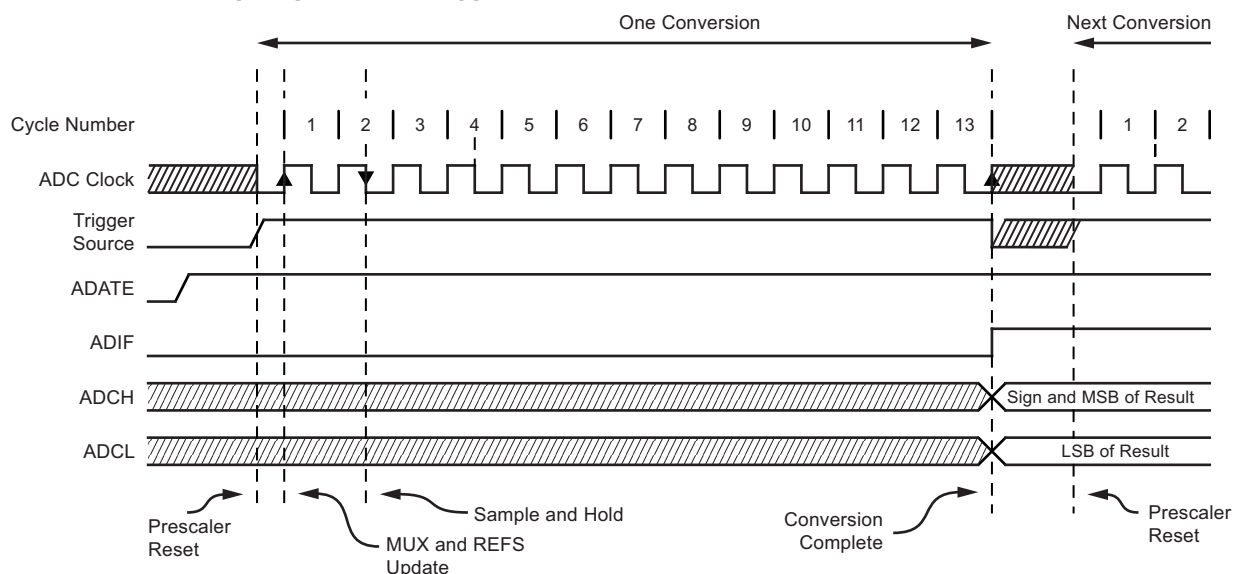 One Conversion
Next Conversion
Cycle Number
1 2 3 4 5 6 7 8 9 10 11 12 13 1 2
ADC Clock
Trigger
Source
ADATE
ADIF
ADCH
Sign and MSB of Result
ADCL
LSB of Result
Prescaler
Reset
MUX and REFS
Update
Sample and Hold
Conversion
Complete
Prescaler
Reset